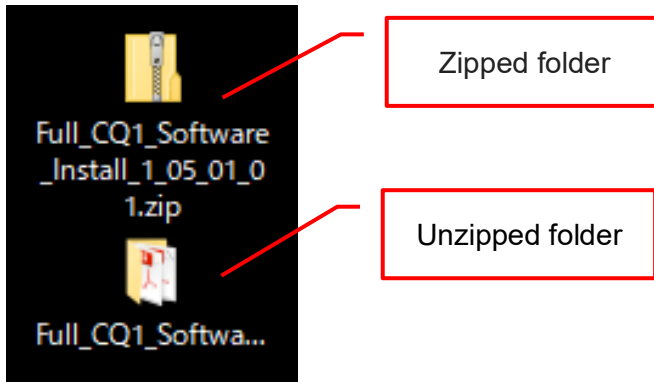 Zipped folder
Full_CQ1_Software
_Install_1_05_01_0
1.zip
Unzipped folder
Full_CQ1_Softwa...